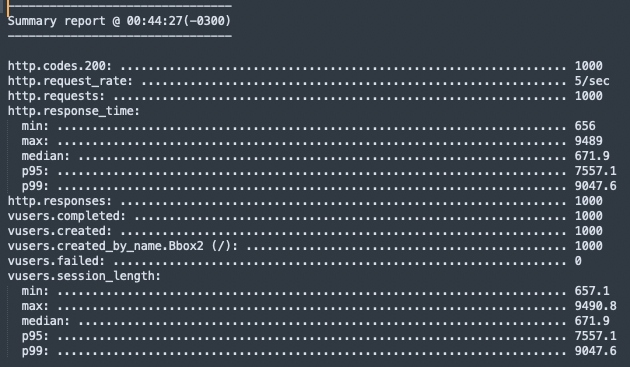 --------------------------------
Summary report @ 00:44:27(-0300)
--------------------------------
http.codes.200: ................................................................. 1000
http.request_rate: .............................................................. 5/sec
http.requests: .................................................................. 1000
http.response_time:
min: ......................................................................... 656
max: ......................................................................... 9489
median: ...................................................................... 671.9
p95: ......................................................................... 7557.1
p99: ......................................................................... 9047.6
http.responses: ................................................................. 1000
vusers.completed: ............................................................... 1000
vusers.created: ................................................................. 1000
vusers.created_by_name.Bbox2 (/): ............................................... 1000
vusers.failed: .................................................................. 0
vusers.session_length:
min: ......................................................................... 657.1
max: ......................................................................... 9490.8
median: ...................................................................... 671.9
p95: ......................................................................... 7557.1
p99: ......................................................................... 9047.6